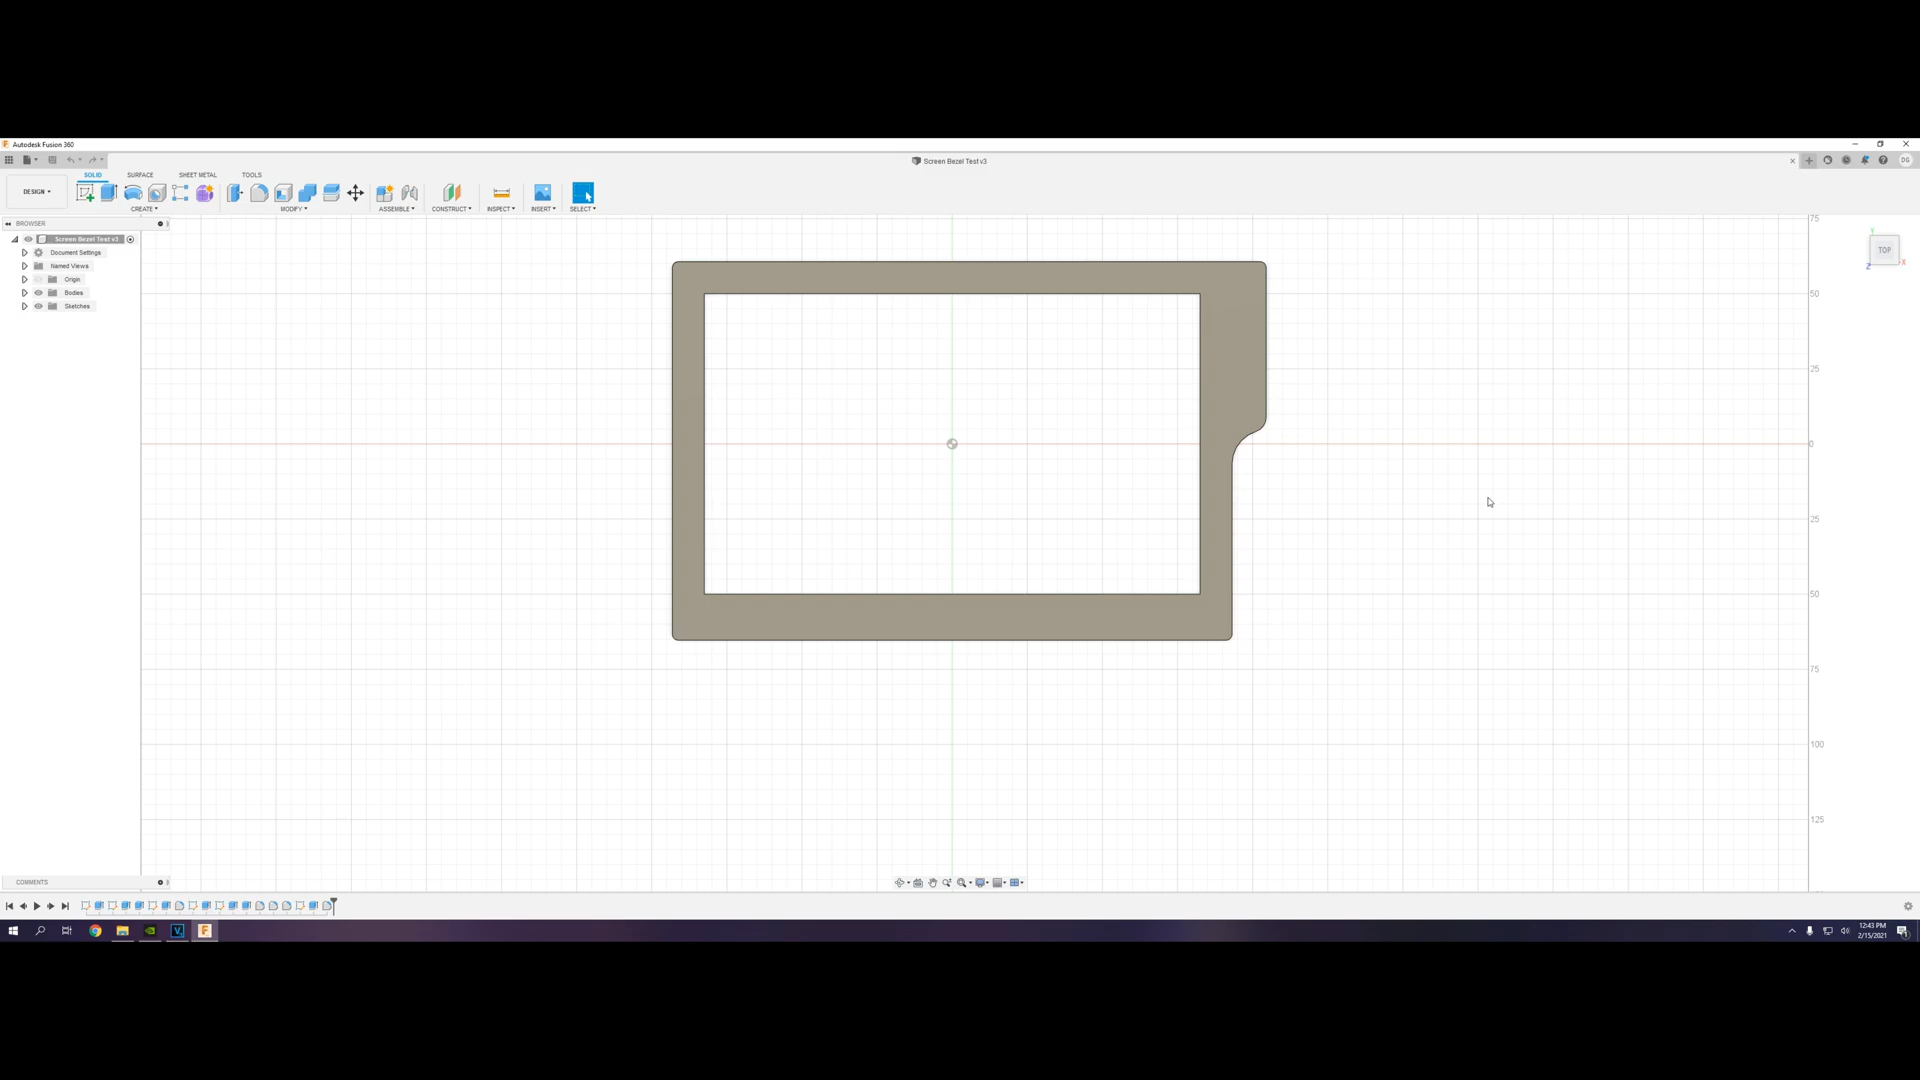 Autodesk Fusion 360
Screen Bezel Test v3
DG
DESIGN
SOLID SURFACE SHEET METAL TOOLS
CREATE MODIFY ASSEMBLE CONSTRUCT INSPECT INSERT SELECT
BROWSER
Screen Bezel Test v3
Document Settings
Named Views
Origin
Bodies
Sketches
TOP
Y
X
Z
75
50
25
0
25
50
75
100
125
COMMENTS
12:43 PM
2/15/2021